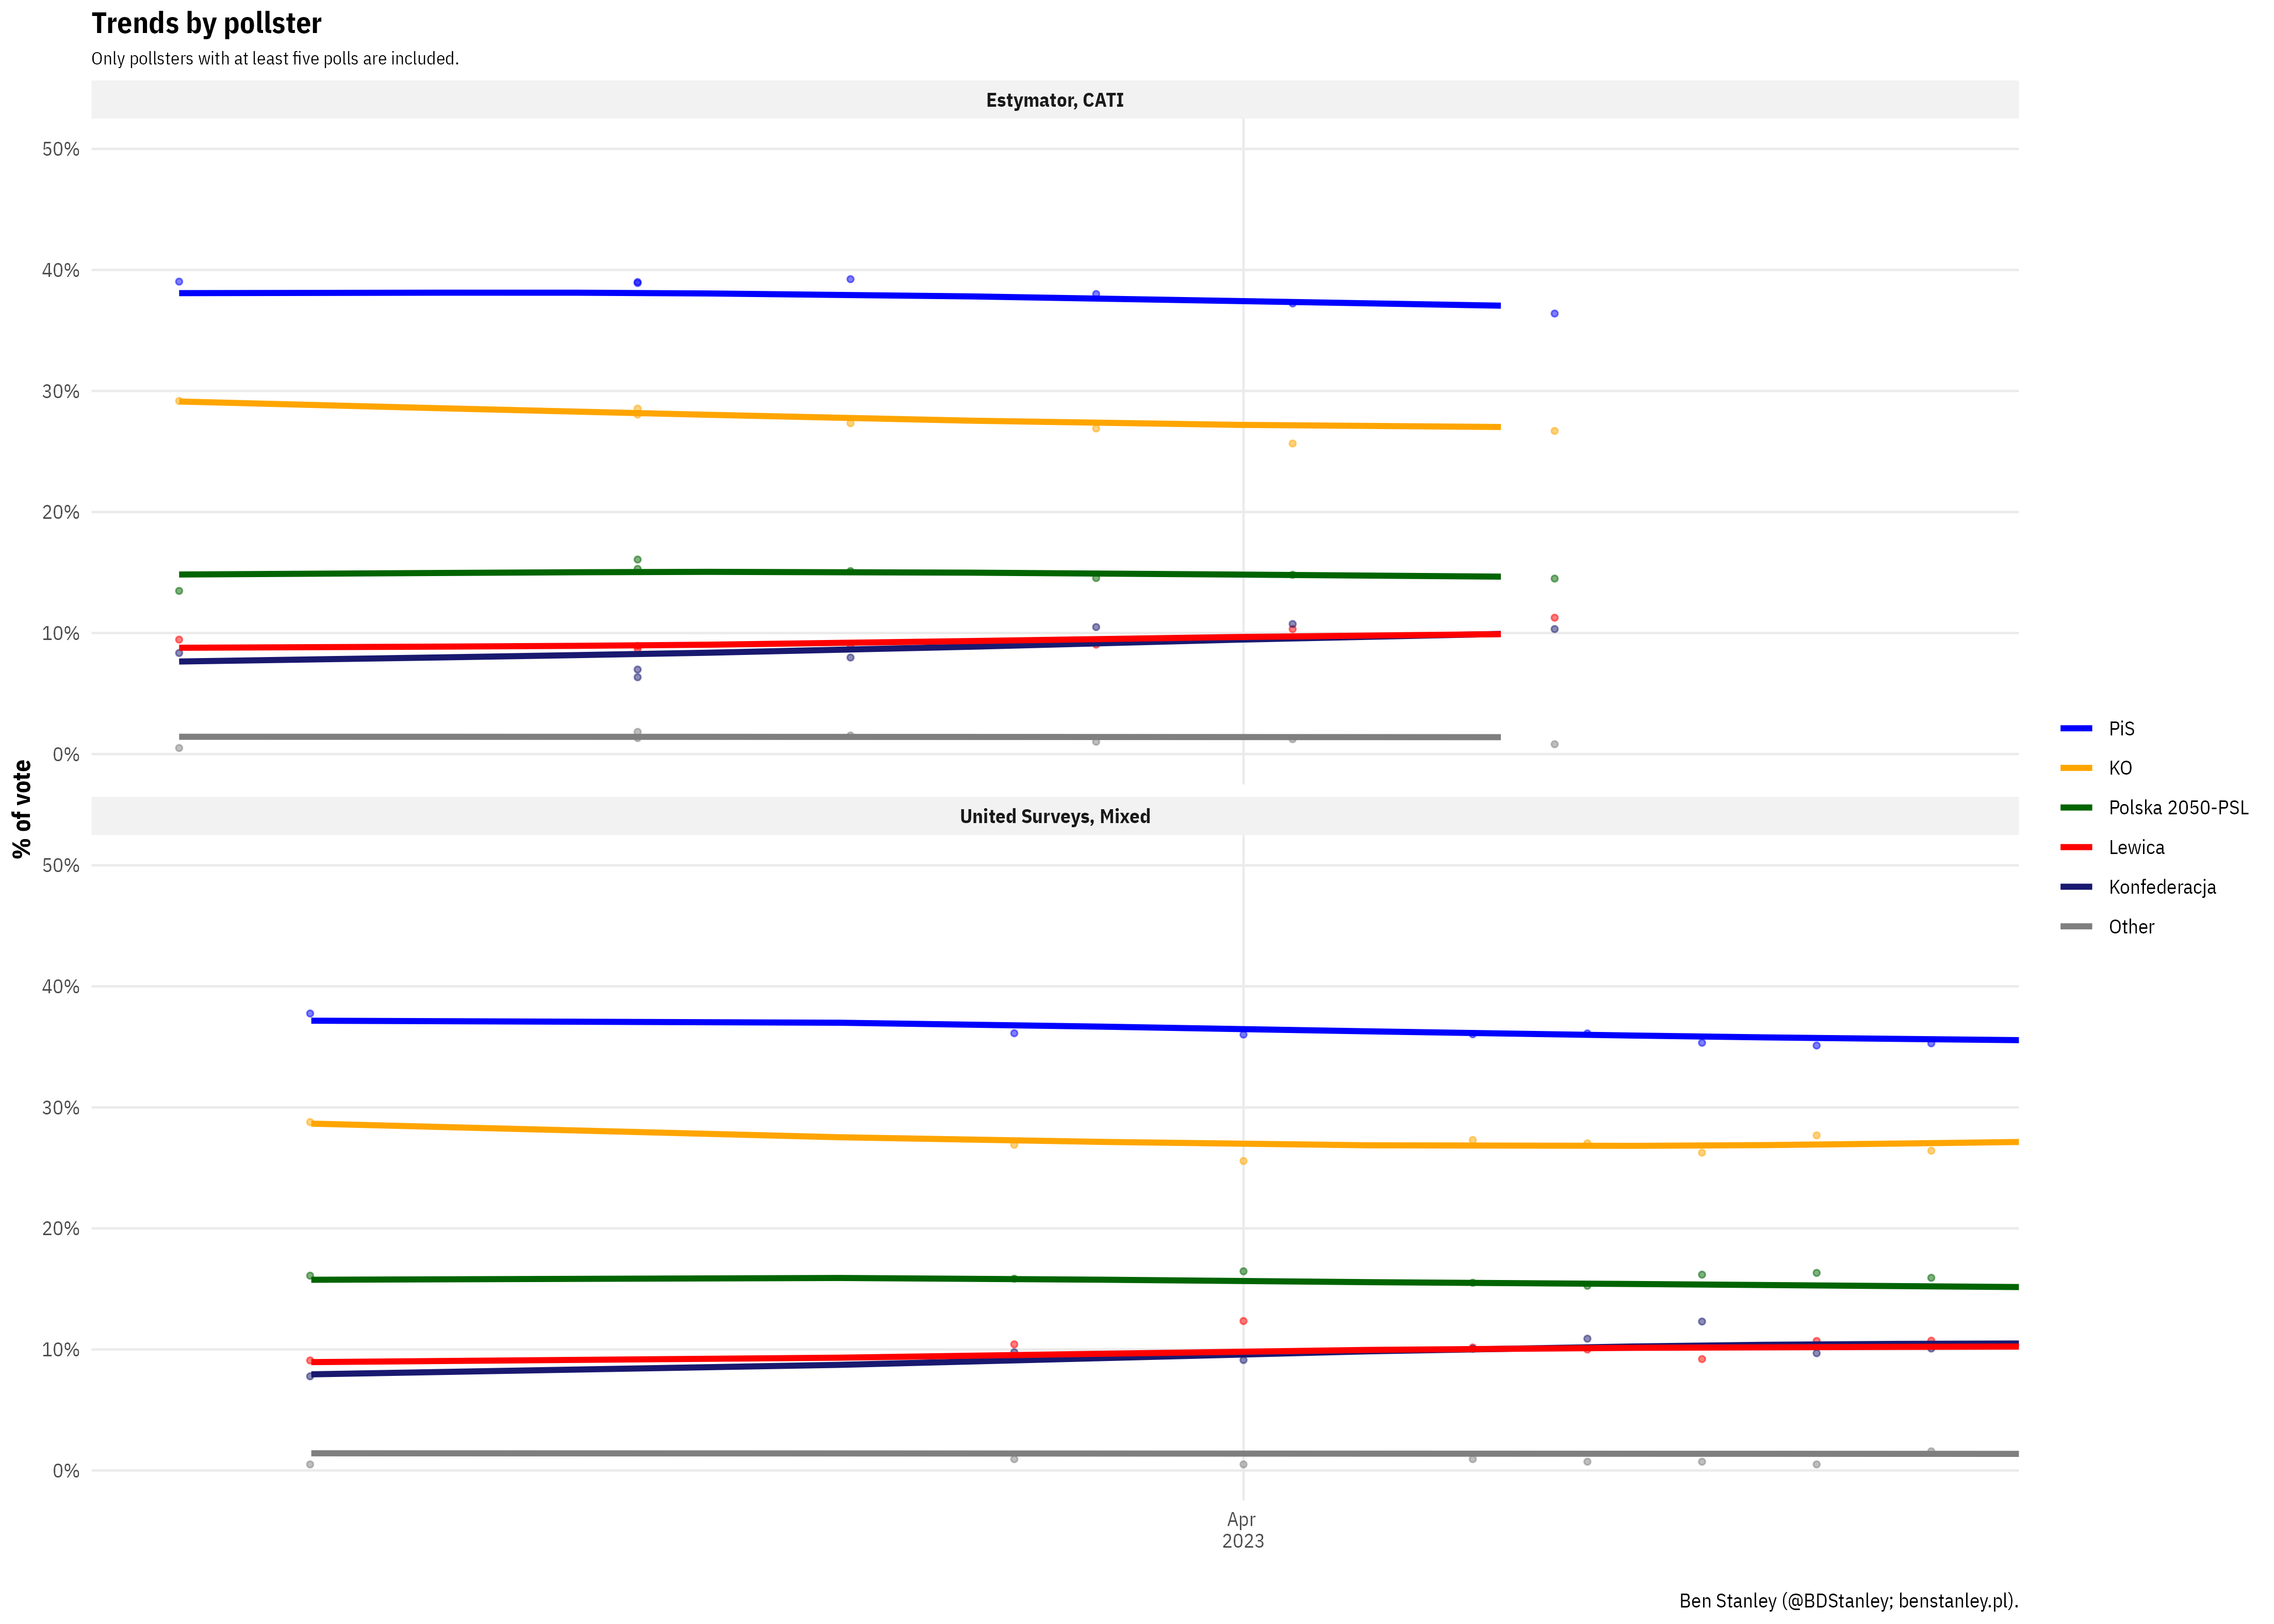 Trends by pollster
Only pollsters with at least five polls are included.
Estymator, CATI
50%
40%
30%
20%
10%
0%
% of vote
United Surveys, Mixed
50%
40%
30%
20%
10%
0%
Apr
2023
PiS
KO
Polska 2050-PSL
Lewica
Konfederacja
Other
Ben Stanley (@BDStanley; benstanley.pl).